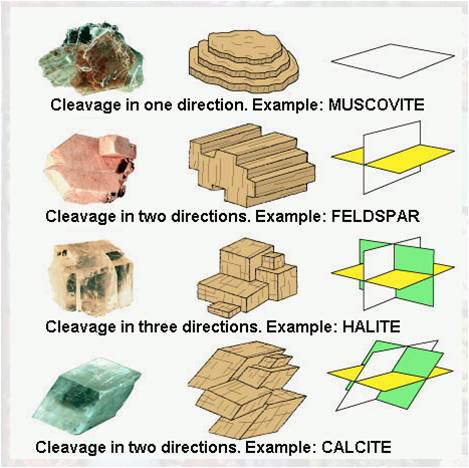 Cleavage in one direction. Example: MUSCOVITE
Cleavage in two directions. Example: FELDSPAR
Cleavage in three directions. Example: HALITE
Cleavage in two directions. Example: CALCITE